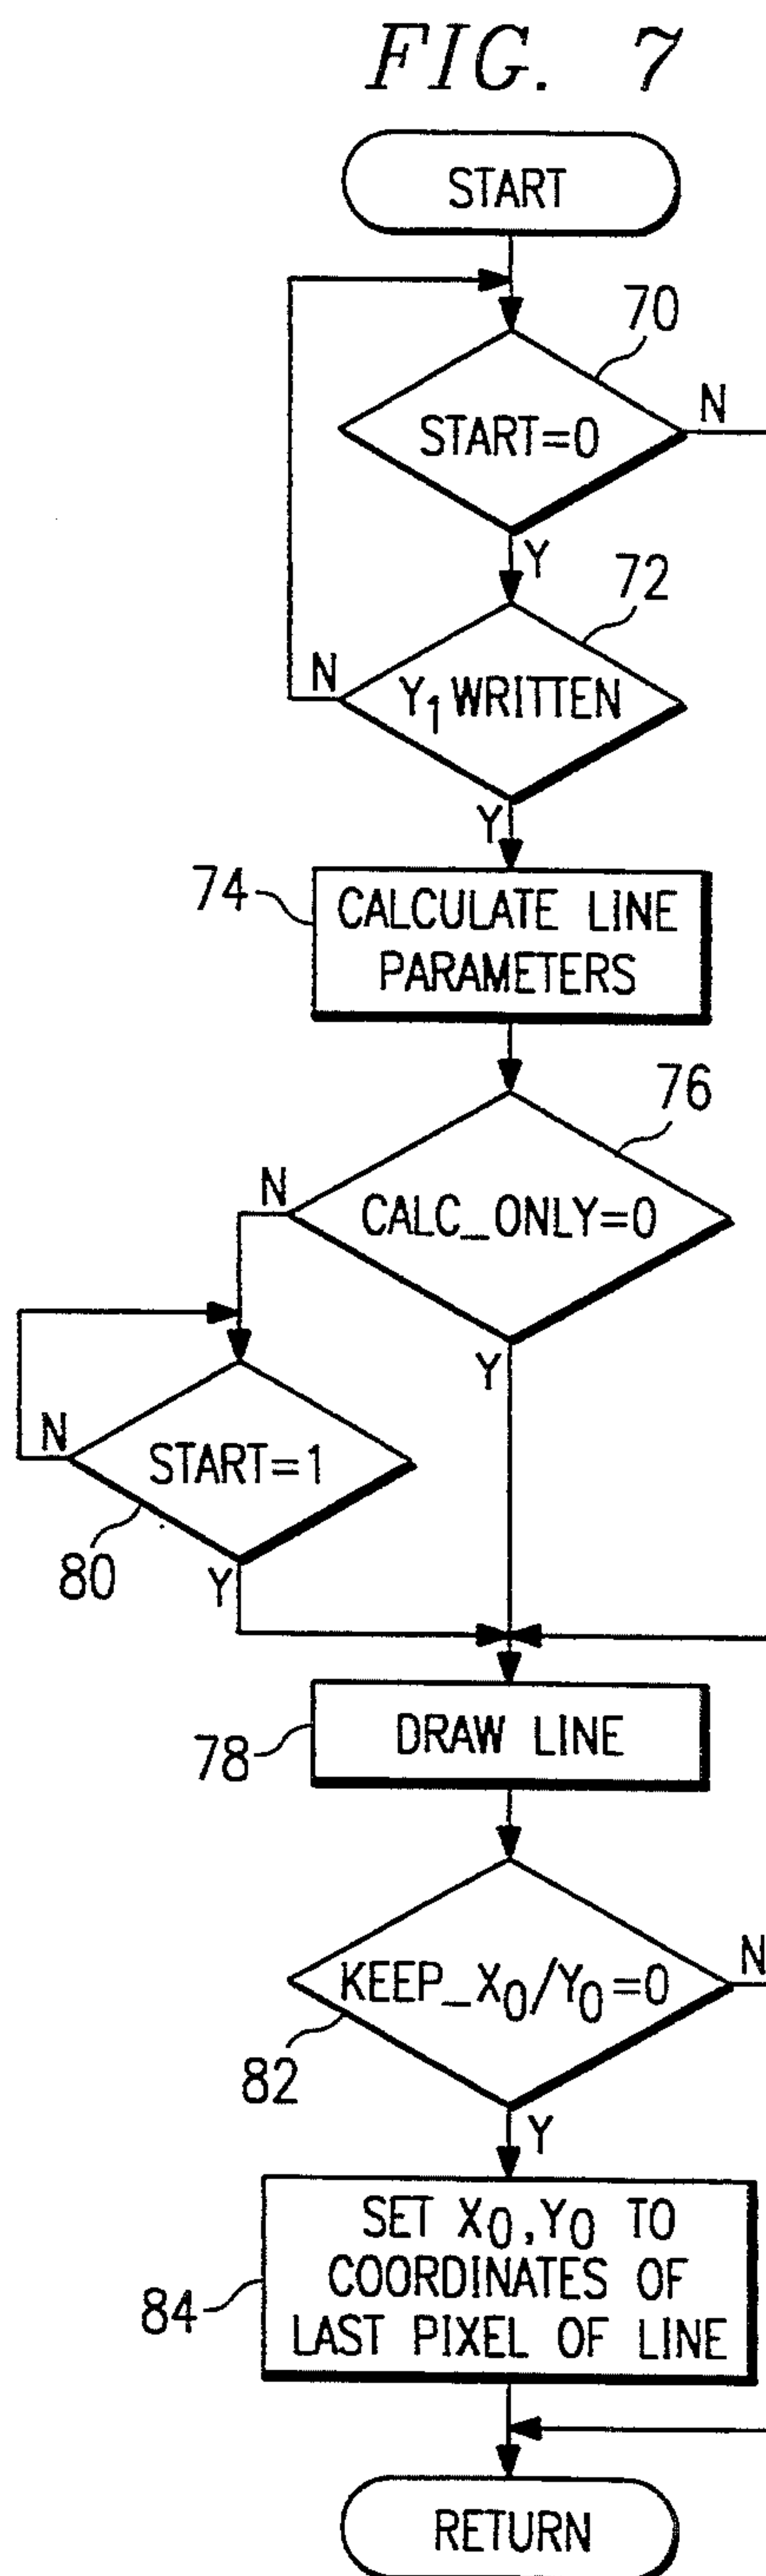 FIG. 7
START
70
START=0
N
Y
72
N
Y1 WRITTEN
Y
74
CALCULATE LINE
PARAMETERS
76
N
CALC_ONLY=0
Y
N
START=1
80
Y
78
DRAW LINE
KEEP_X0/Y0=0
N
82
Y
SET X0,Y0 TO
COORDINATES OF
LAST PIXEL OF LINE
84
RETURN